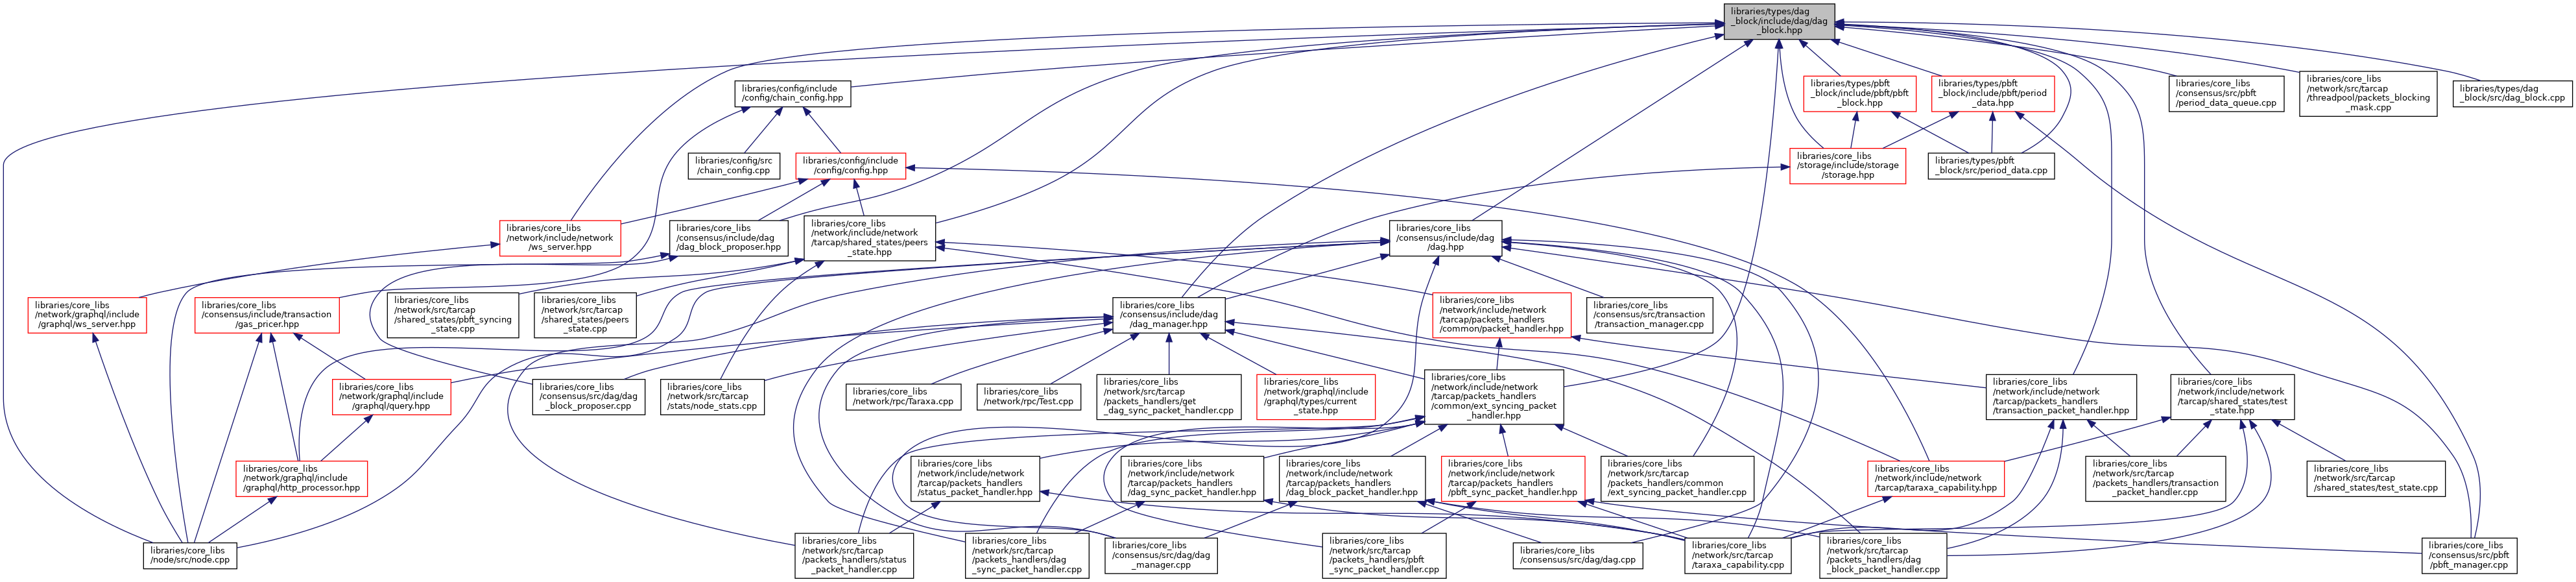 libraries/types/dag
_block/include/dag/dag
_block.hpp
libraries/config/include
/config/chain_config.hpp
libraries/types/pbft
_block/include/pbft/pbft
_block.hpp
libraries/types/pbft
_block/include/pbft/period
_data.hpp
libraries/core_libs
/consensus/src/pbft
/period_data_queue.cpp
libraries/core_libs
/network/src/tarcap
/threadpool/packets_blocking
_mask.cpp
libraries/types/dag
_block/src/dag_block.cpp
libraries/config/src
/chain_config.cpp
libraries/config/include
/config/config.hpp
libraries/core_libs
/storage/include/storage
/storage.hpp
libraries/types/pbft
_block/src/period_data.cpp
libraries/core_libs
/network/include/network
/ws_server.hpp
libraries/core_libs
/consensus/include/dag
/dag_block_proposer.hpp
libraries/core_libs
/network/include/network
/tarcap/shared_states/peers
_state.hpp
libraries/core_libs
/consensus/include/dag
/dag.hpp
libraries/core_libs
/network/graphql/include
/graphql/ws_server.hpp
libraries/core_libs
/consensus/include/transaction
/gas_pricer.hpp
libraries/core_libs
/network/src/tarcap
/shared_states/pbft_syncing
_state.cpp
libraries/core_libs
/network/src/tarcap
/shared_states/peers
_state.cpp
libraries/core_libs
/network/include/network
/tarcap/packets_handlers
/common/packet_handler.hpp
libraries/core_libs
/consensus/include/dag
/dag_manager.hpp
libraries/core_libs
/consensus/src/transaction
/transaction_manager.cpp
libraries/core_libs
/network/graphql/include
/graphql/query.hpp
libraries/core_libs
/consensus/src/dag/dag
_block_proposer.cpp
libraries/core_libs
/network/src/tarcap
/stats/node_stats.cpp
libraries/core_libs
/network/rpc/Taraxa.cpp
libraries/core_libs
/network/rpc/Test.cpp
libraries/core_libs
/network/src/tarcap
/packets_handlers/get
_dag_sync_packet_handler.cpp
libraries/core_libs
/network/graphql/include
/graphql/types/current
_state.hpp
libraries/core_libs
/network/include/network
/tarcap/packets_handlers
/common/ext_syncing_packet
_handler.hpp
libraries/core_libs
/network/include/network
/tarcap/packets_handlers
/transaction_packet_handler.hpp
libraries/core_libs
/network/include/network
/tarcap/shared_states/test
_state.hpp
libraries/core_libs
/network/graphql/include
/graphql/http_processor.hpp
libraries/core_libs
/network/include/network
/tarcap/packets_handlers
/status_packet_handler.hpp
libraries/core_libs
/network/include/network
/tarcap/packets_handlers
/dag_sync_packet_handler.hpp
libraries/core_libs
/network/include/network
/tarcap/packets_handlers
/dag_block_packet_handler.hpp
libraries/core_libs
/network/include/network
/tarcap/packets_handlers
/pbft_sync_packet_handler.hpp
libraries/core_libs
/network/src/tarcap
/packets_handlers/common
/ext_syncing_packet_handler.cpp
libraries/core_libs
/network/include/network
/tarcap/taraxa_capability.hpp
libraries/core_libs
/network/src/tarcap
/packets_handlers/transaction
_packet_handler.cpp
libraries/core_libs
/network/src/tarcap
/shared_states/test_state.cpp
libraries/core_libs
/node/src/node.cpp
libraries/core_libs
/network/src/tarcap
/packets_handlers/status
_packet_handler.cpp
libraries/core_libs
/network/src/tarcap
/packets_handlers/dag
_sync_packet_handler.cpp
libraries/core_libs
/consensus/src/dag/dag
_manager.cpp
libraries/core_libs
/network/src/tarcap
/packets_handlers/pbft
_sync_packet_handler.cpp
libraries/core_libs
/consensus/src/dag/dag.cpp
libraries/core_libs
/network/src/tarcap
/taraxa_capability.cpp
libraries/core_libs
/network/src/tarcap
/packets_handlers/dag
_block_packet_handler.cpp
libraries/core_libs
/consensus/src/pbft
/pbft_manager.cpp